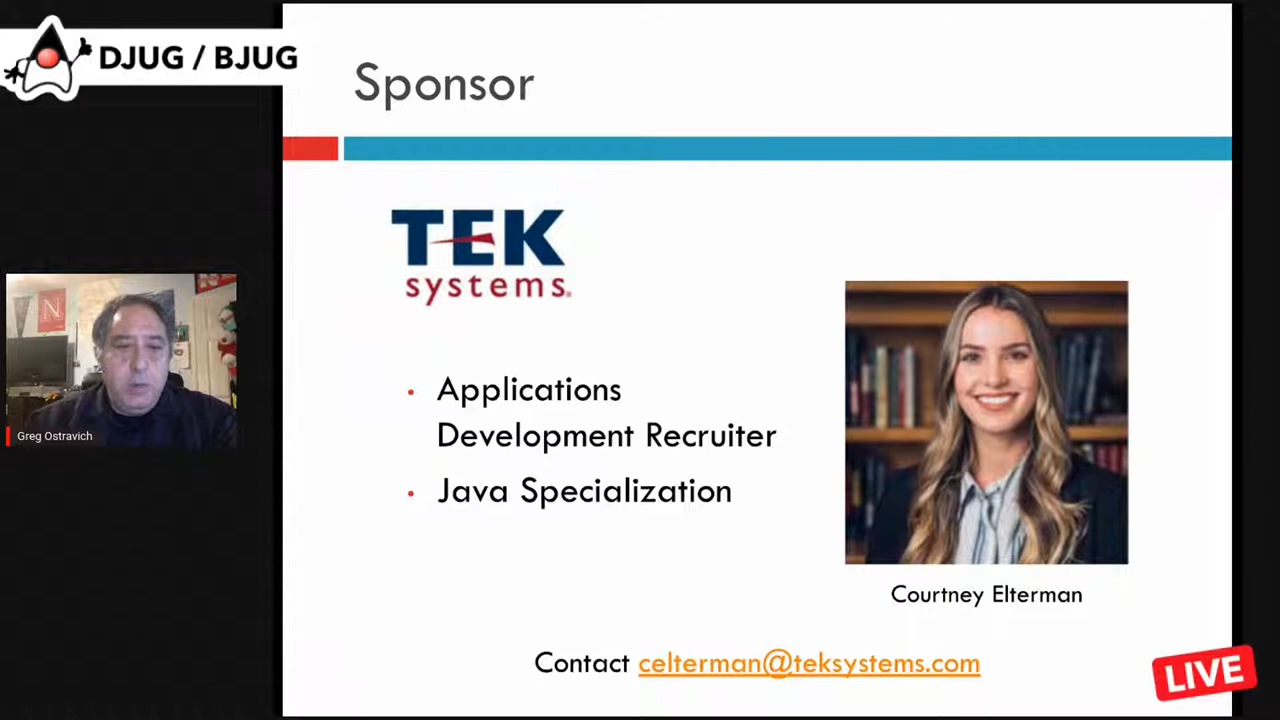 DJUG / BJUG
Sponsor
TEK
systems.
N
Greg Ostravich
• Applications
Development Recruiter
• Java Specialization
Courtney Elterman
Contact celterman@teksystems.com
LIVE